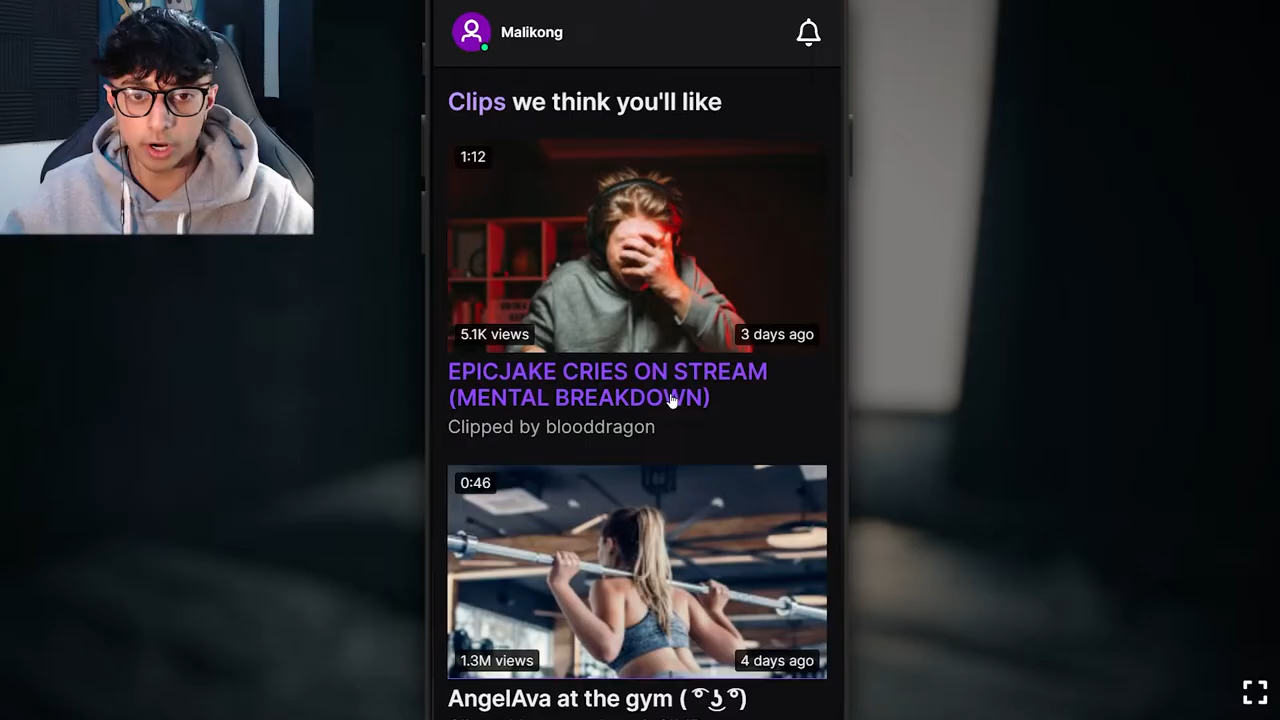 Malikong
Clips we think you'll like
1:12
5.1K views
3 days ago
EPICJAKE CRIES ON STREAM
(MENTAL BREAKDOWN)
Clipped by blooddragon
0:46
1.3M views
4 days ago
AngelAva at the gym ( ͡° ͜ʖ ͡°)